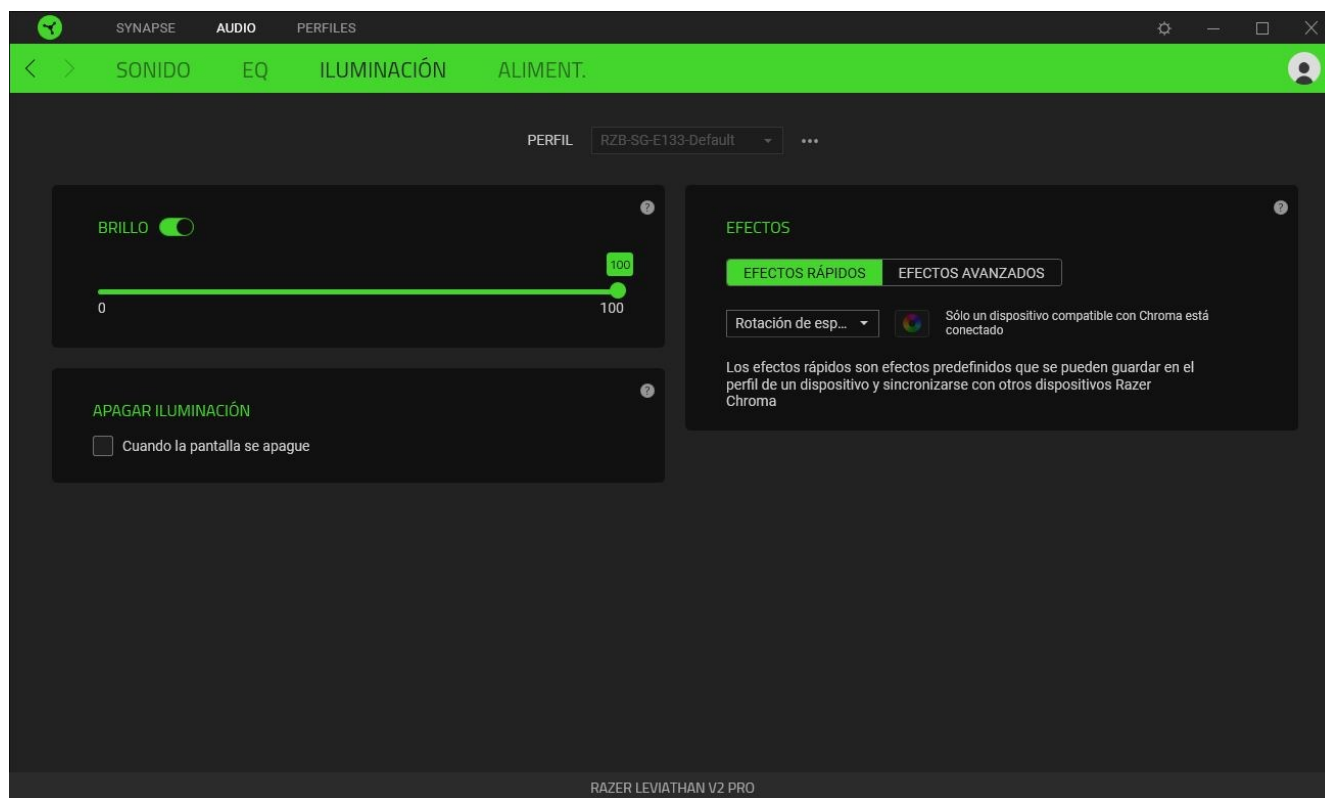 SYNAPSE AUDIO PERFILES
SONIDO EQ ILUMINACIÓN ALIMENT.
PERFIL RZB-SG-E133-Default
BRILLO
100
0 100
APAGAR ILUMINACIÓN
Cuando la pantalla se apague
EFECTOS
EFECTOS RÁPIDOS EFECTOS AVANZADOS
Rotación de esp...
Sólo un dispositivo compatible con Chroma está
conectado
Los efectos rápidos son efectos predefinidos que se pueden guardar en el
perfil de un dispositivo y sincronizarse con otros dispositivos Razer
Chroma
RAZER LEVIATHAN V2 PRO